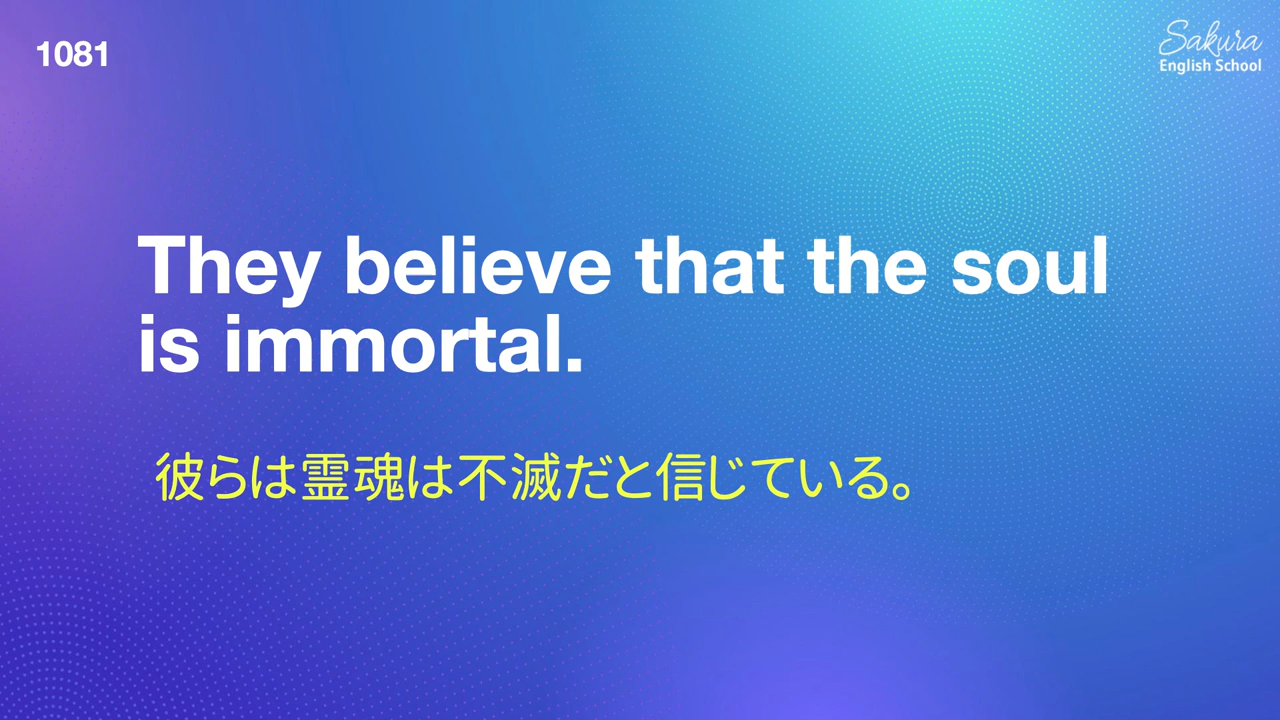 1081
Sakura
English School
They believe that the soul
is immortal.
彼らは霊魂は不滅だと信じている。